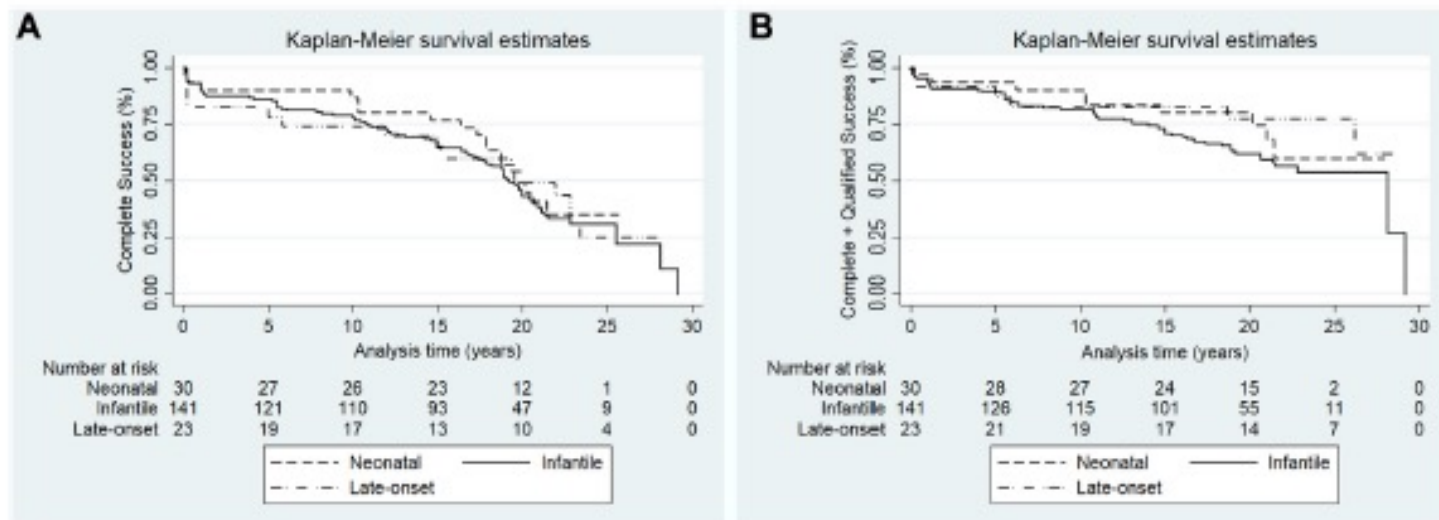 A
Kaplan-Meier survival estimates
Complete Success (%)
1.00
0.75
0.50
0.25
0.00
0 5 10 15 20 25 30
Analysis time (years)
Number at risk
Neonatal 30 27 26 23 12 1 0
Infantile 141 121 110 93 47 9 0
Late-onset 23 19 17 13 10 4 0
Neonatal Infantile
Late-onset
B
Kaplan-Meier survival estimates
Complete + Qualified Success (%)
1.00
0.75
0.50
0.25
0.00
0 5 10 15 20 25 30
Analysis time (years)
Number at risk
Neonatal 30 28 27 24 15 2 0
Infantile 141 126 115 101 55 11 0
Late-onset 23 21 19 17 14 7 0
Neonatal Infantile
Late-onset